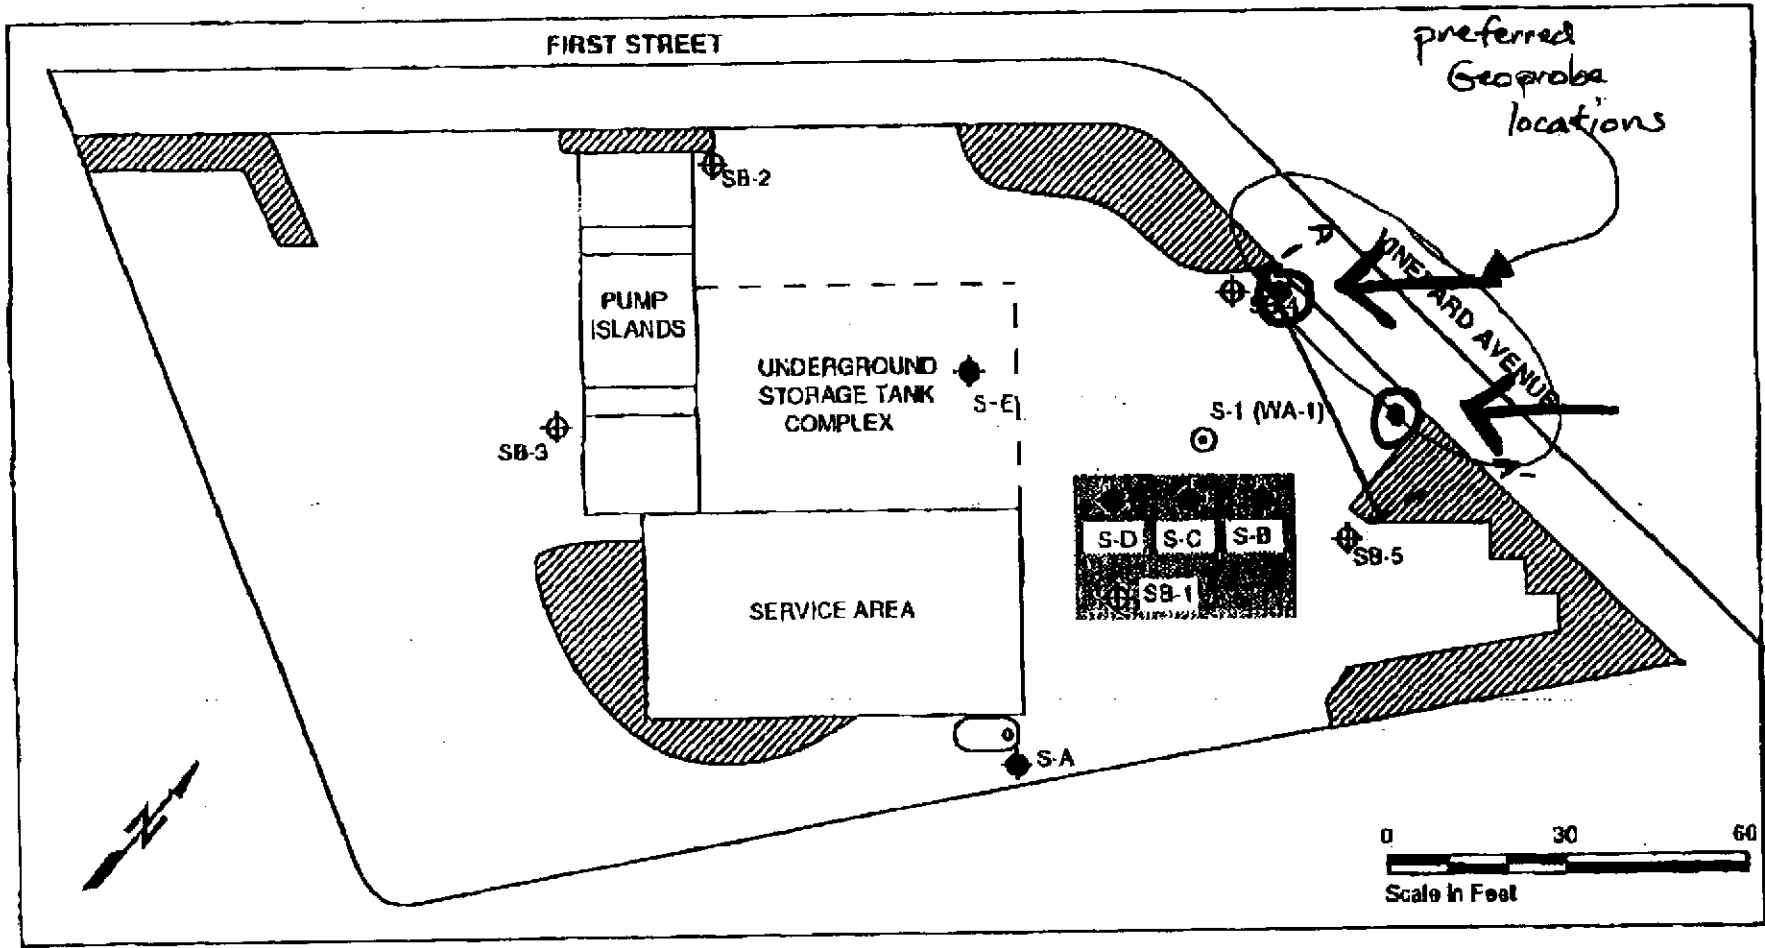 FIRST STREET
preferred
Geoprobe
locations
SB-2
PUMP
ISLANDS
UNDERGROUND
STORAGE TANK
COMPLEX
S-E
SB-3
S-1 (WA-1)
AVENUE
S-D S-C S-B
SB-1
SB-5
SERVICE AREA
S-A
N
0 30 60
Scale in Feet